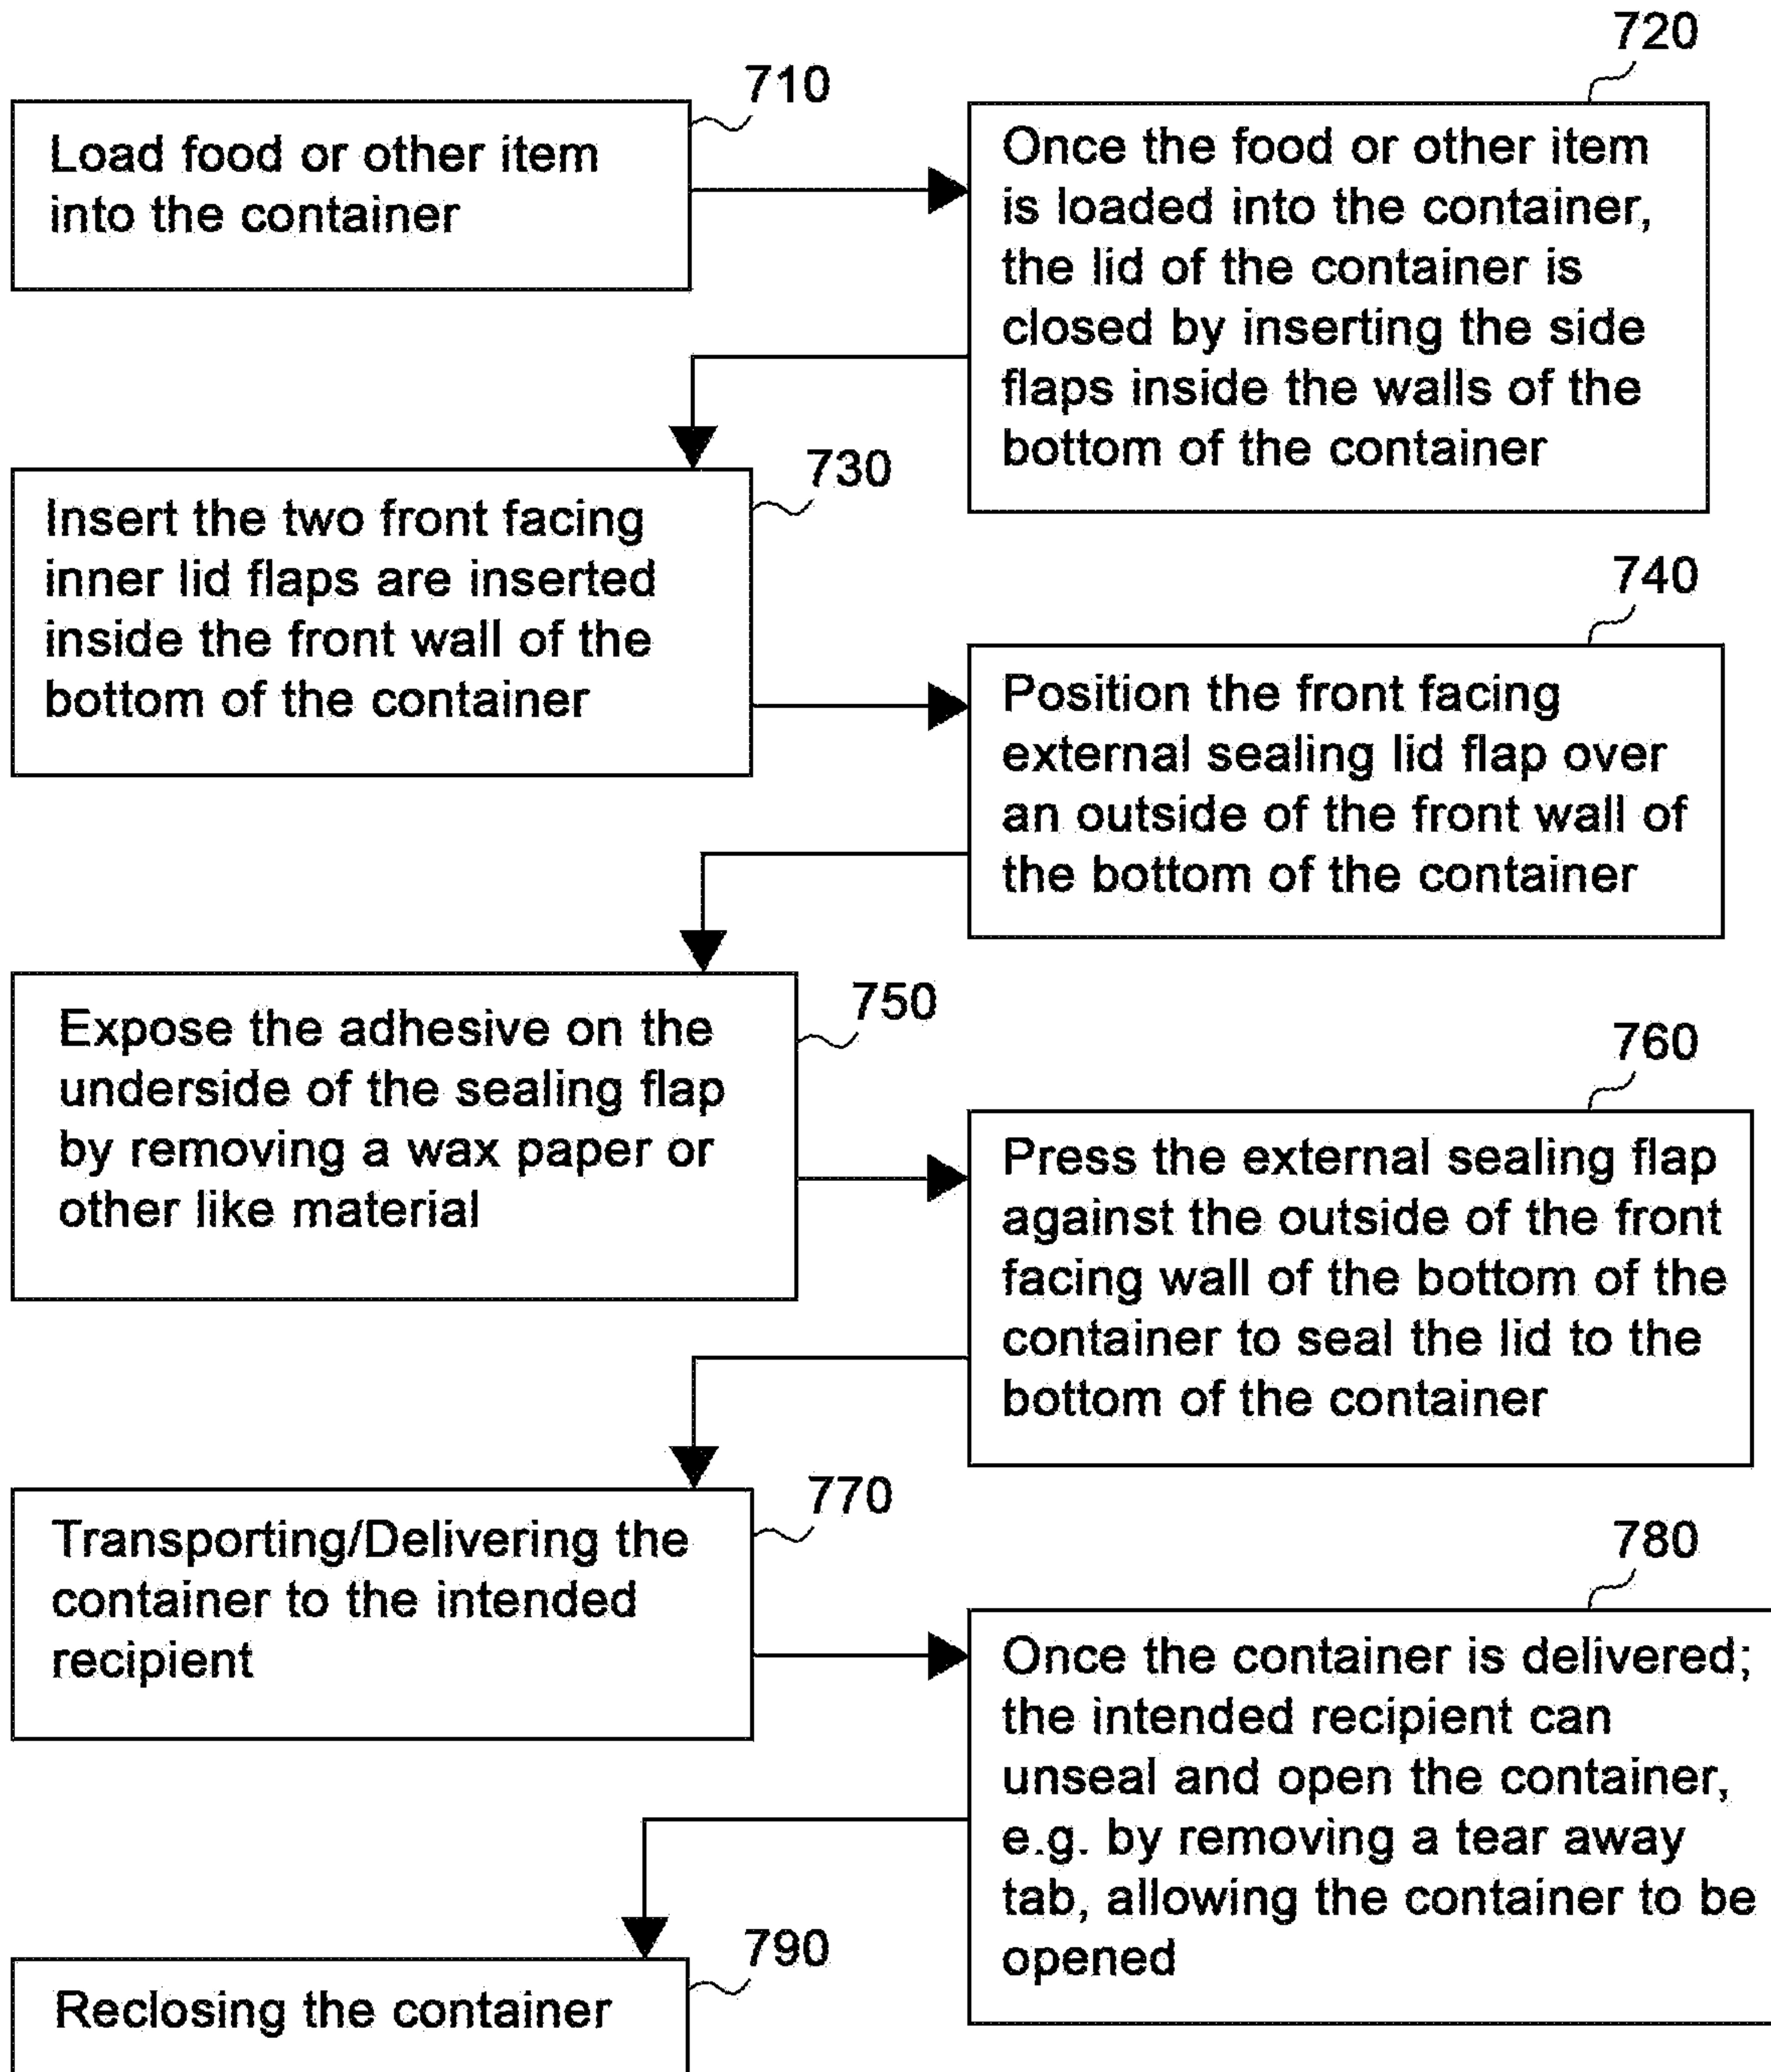 710
Load food or other item
into the container
720
Once the food or other item
is loaded into the container,
the lid of the container is
closed by inserting the side
flaps inside the walls of the
bottom of the container
730
Insert the two front facing
inner lid flaps are inserted
inside the front wall of the
bottom of the container
740
Position the front facing
external sealing lid flap over
an outside of the front wall of
the bottom of the container
750
Expose the adhesive on the
underside of the sealing flap
by removing a wax paper or
other like material
760
Press the external sealing flap
against the outside of the front
facing wall of the bottom of the
container to seal the lid to the
bottom of the container
770
Transporting/Delivering the
container to the intended
recipient
780
Once the container is delivered;
the intended recipient can
unseal and open the container,
e.g. by removing a tear away
tab, allowing the container to be
opened
790
Reclosing the container